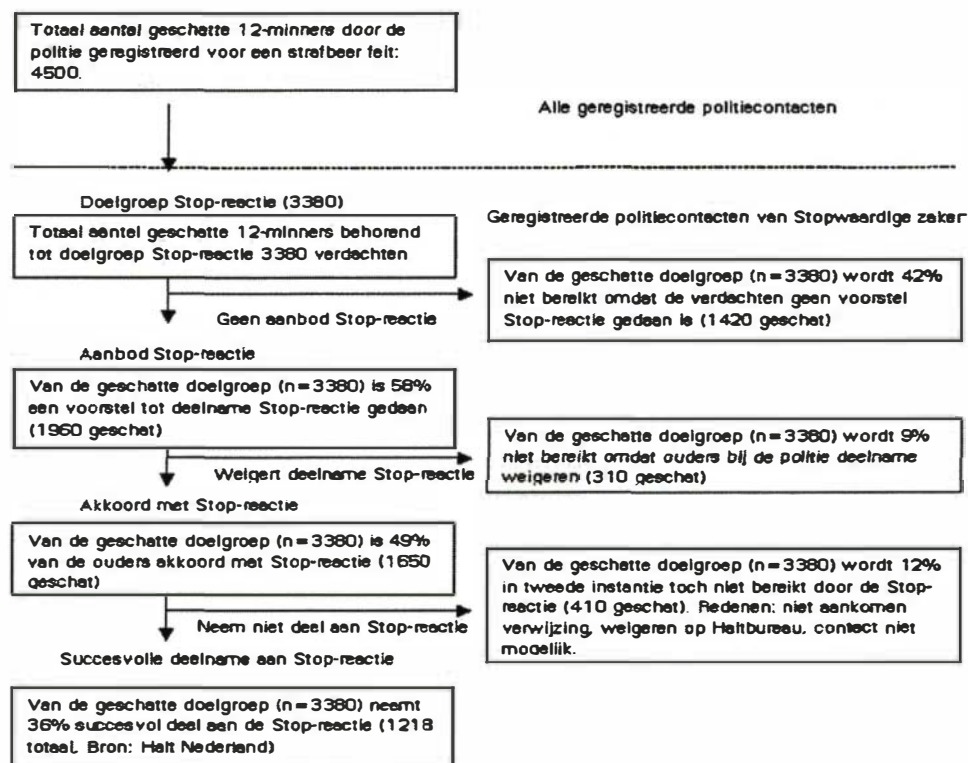 Totaal aantal geschatte 12-minners door de
politie geregistreerd voor een strafbaar feit:
4500.
Alle geregistreerde politiecontacten
Doelgroep Stop-reactie (3380)
Geregistreerde politiecontacten van Stopwaardige zaker
Totaal aantal geschatte 12-minners behorend
tot doelgroep Stop-reactie 3380 verdachten
Van de geschatte doelgroep (n=3380) wordt 42%
niet bereikt omdat de verdachten geen voorstel
Stop-reactie gedaan is (1420 geschat)
Geen aanbod Stop-reactie
Aanbod Stop-reactie
Van de geschatte doelgroep (n=3380) is 58%
een voorstel tot deelname Stop-reactie gedaan
(1960 geschat)
Van de geschatte doelgroep (n=3380) wordt 9%
niet bereikt omdat ouders bij de politie deelname
weigeren (310 geschat)
Weigert deelname Stop-reactie
Akkoord met Stop-reactie
Van de geschatte doelgroep (n=3380) is 49%
van de ouders akkoord met Stop-reactie (1650
geschat)
Van de geschatte doelgroep (n=3380) wordt 12%
in tweede instantie toch niet bereikt door de Stop-
reactie (410 geschat). Redenen: niet aankomen
verwijzing, weigeren op Haltbureau, contact niet
mogelijk.
Neem niet deel aan Stop-reactie
Succesvolle deelname aan Stop-reactie
Van de geschatte doelgroep (n=3380) neemt
36% succesvol deel aan de Stop-reactie (1218
totaal. Bron: Halt Nederland)